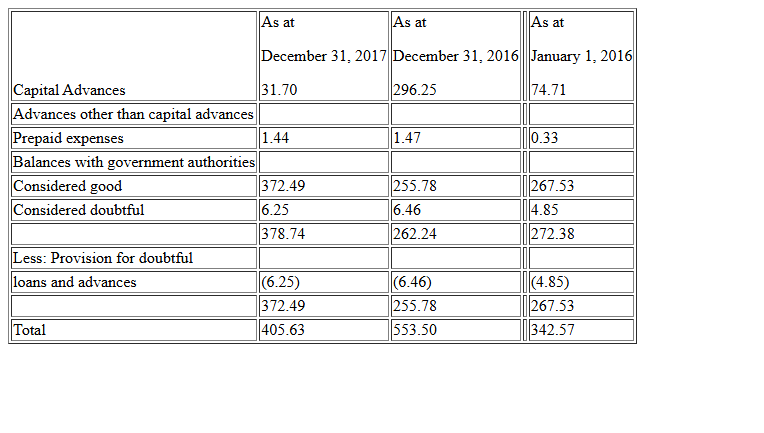 As at As at As at
December 31, 2017 December 31, 2016 January 1, 2016
Capital Advances 31.70 296.25 74.71
Advances other than capital advances
Prepaid expenses 1.44 1.47 0.33
Balances with government authorities
Considered good 372.49 255.78 267.53
Considered doubtful 6.25 6.46 4.85
378.74 262.24 272.38
Less: Provision for doubtful
loans and advances (6.25) (6.46) (4.85)
372.49 255.78 267.53
Total 405.63 553.50 342.57